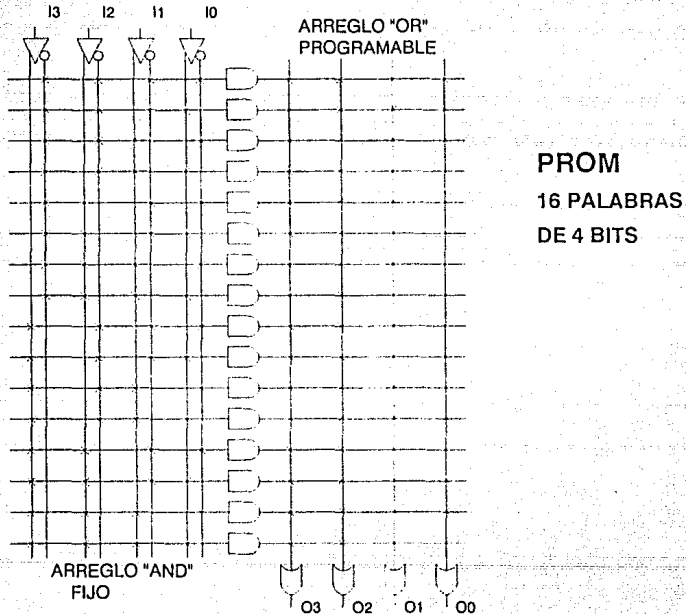 I3 I2 I1 I0
ARREGLO "OR"
PROGRAMABLE
PROM
16 PALABRAS
DE 4 BITS
ARREGLO "AND"
FIJO
O3 O2 O1 O0